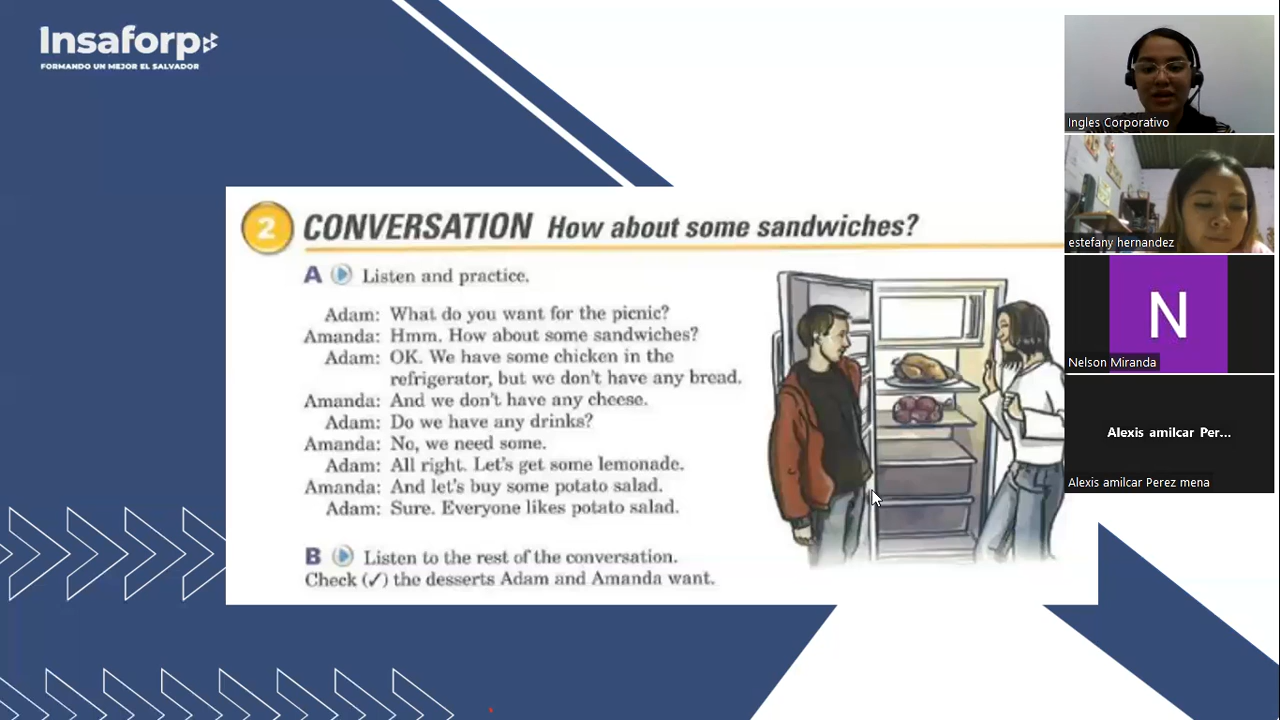 Insaforp
FORMANDO UN MEJOR EL SALVADOR
2 CONVERSATION How about some sandwiches?
A Listen and practice.
Adam: What do you want for the picnic?
Amanda: Hmm. How about some sandwiches?
Adam: OK. We have some chicken in the
refrigerator, but we don't have any bread.
Amanda: And we don't have any cheese.
Adam: Do we have any drinks?
Amanda: No, we need some.
Adam: All right. Let's get some lemonade.
Amanda: And let's buy some potato salad.
Adam: Sure. Everyone likes potato salad.
B Listen to the rest of the conversation.
Check (✓) the desserts Adam and Amanda want.
Ingles Corporativo
estefany hernandez
N
Nelson Miranda
Alexis amilcar Per...
Alexis amilcar Perez mena